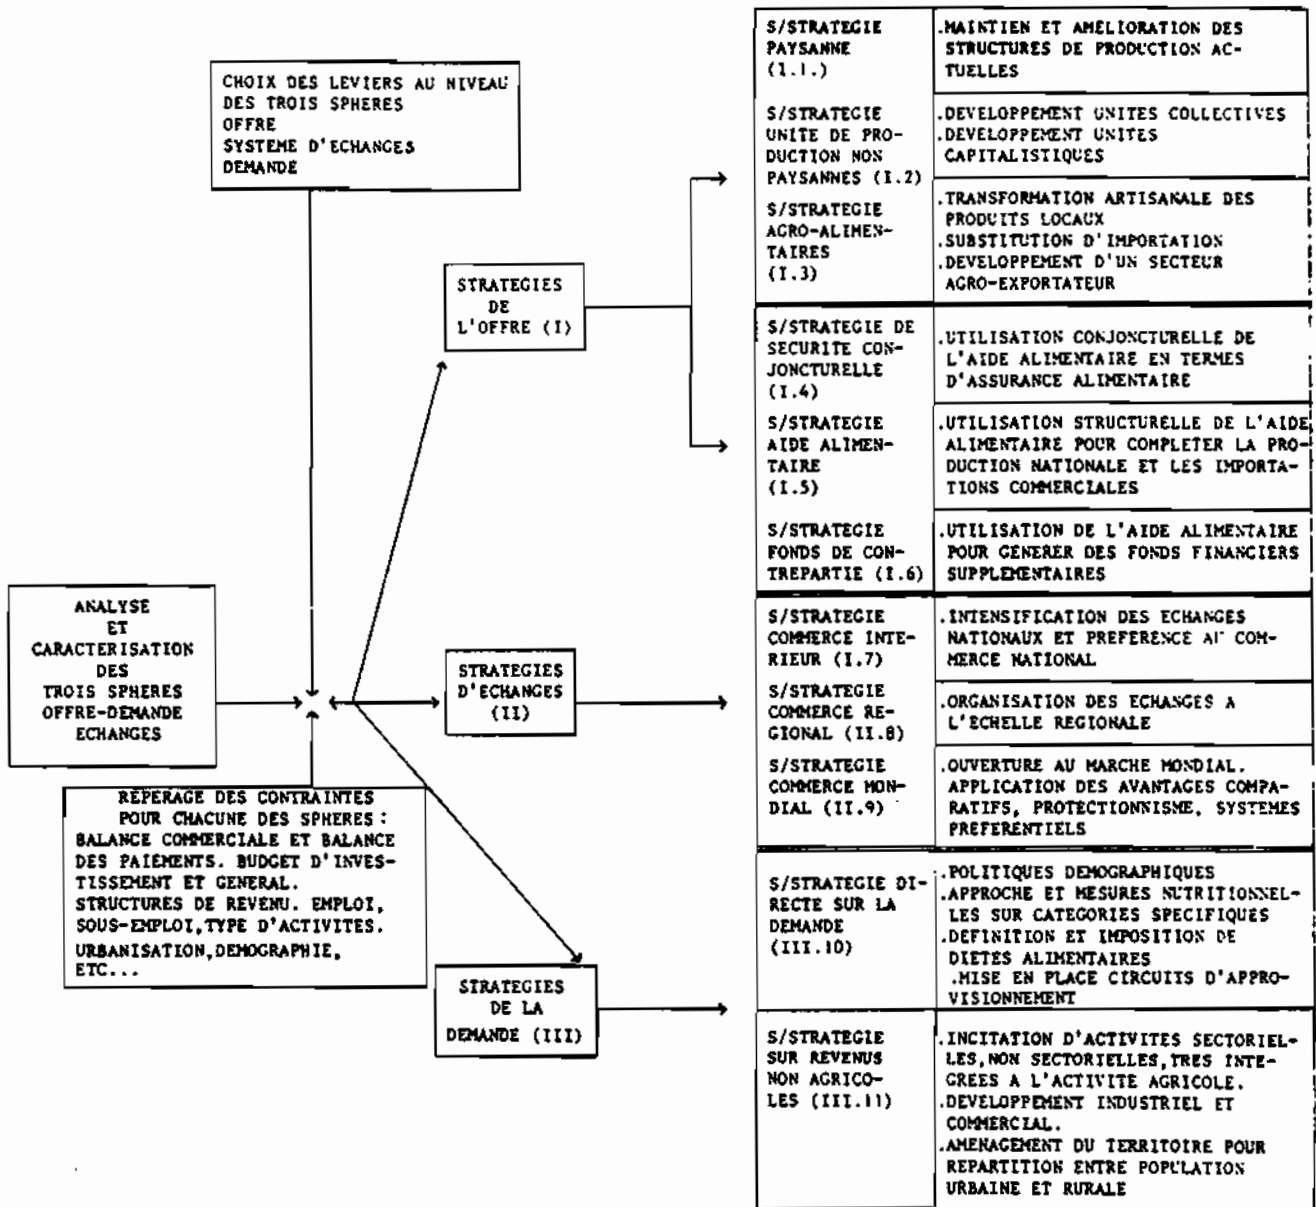 CHOIX DES LEVIERS AU NIVEAU
DES TROIS SPHERES
OFFRE
SYSTEME D'ECHANGES
DEMANDE
ANALYSE
ET
CARACTERISATION
DES
TROIS SPHERES
OFFRE-DEMANDE
ECHANGES
REPERAGE DES CONTRAINTES
POUR CHACUNE DES SPHERES :
BALANCE COMMERCIALE ET BALANCE
DES PAIEMENTS. BUDGET D'INVES-
TISSEMENT ET GENERAL.
STRUCTURES DE REVENU. EMPLOI,
SOUS-EMPLOI, TYPE D'ACTIVITES.
URBANISATION, DEMOGRAPHIE,
ETC...
STRATEGIES
DE
L'OFFRE (I)
STRATEGIES
D'ECHANGES
(II)
STRATEGIES
DE LA
DEMANDE (III)
S/STRATEGIE
PAYSANNE
(I.1.)
.MAINTIEN ET AMELIORATION DES
STRUCTURES DE PRODUCTION AC-
TUELLES
S/STRATEGIE
UNITE DE PRO-
DUCTION NON
PAYSANNES (I.2)
.DEVELOPPEMENT UNITES COLLECTIVES
.DEVELOPPEMENT UNITES
CAPITALISTIQUES
S/STRATEGIE
AGRO-ALIMEN-
TAIRES
(I.3)
.TRANSFORMATION ARTISANALE DES
PRODUITS LOCAUX
.SUBSTITUTION D'IMPORTATION
.DEVELOPPEMENT D'UN SECTEUR
AGRO-EXPORTATEUR
S/STRATEGIE DE
SECURITE CON-
JONCTURELLE
(I.4)
.UTILISATION CONJONCTURELLE DE
L'AIDE ALIMENTAIRE EN TERMES
D'ASSURANCE ALIMENTAIRE
S/STRATEGIE
AIDE ALIMEN-
TAIRE
(I.5)
.UTILISATION STRUCTURELLE DE L'AIDE
ALIMENTAIRE POUR COMPLETER LA PRO-
DUCTION NATIONALE ET LES IMPORTA-
TIONS COMMERCIALES
S/STRATEGIE
FONDS DE CON-
TREPARTIE (I.6)
.UTILISATION DE L'AIDE ALIMENTAIRE
POUR GENERER DES FONDS FINANCIERS
SUPPLEMENTAIRES
S/STRATEGIE
COMMERCE INTE-
RIEUR (I.7)
.INTENSIFICATION DES ECHANGES
NATIONAUX ET PREFERENCE AU COM-
MERCE NATIONAL
S/STRATEGIE
COMMERCE RE-
GIONAL (II.8)
.ORGANISATION DES ECHANGES A
L'ECHELLE REGIONALE
S/STRATEGIE
COMMERCE MON-
DIAL (II.9)
.OUVERTURE AU MARCHE MONDIAL.
APPLICATION DES AVANTAGES COMPA-
RATIFS, PROTECTIONNISME, SYSTEMES
PREFERENTIELS
S/STRATEGIE DI-
RECTE SUR LA
DEMANDE
(III.10)
.POLITIQUES DEMOGRAPHIQUES
.APPROCHE ET MESURES NUTRITIONNEL-
LES SUR CATEGORIES SPECIFIQUES
.DEFINITION ET IMPOSITION DE
DIETES ALIMENTAIRES
.MISE EN PLACE CIRCUITS D'APPRO-
VISIONNEMENT
S/STRATEGIE
SUR REVENUS
NON AGRICO-
LES (III.11)
.INCITATION D'ACTIVITES SECTORIEL-
LES, NON SECTORIELLES, TRES INTE-
GREES A L'ACTIVITE AGRICOLE.
.DEVELOPPEMENT INDUSTRIEL ET
COMMERCIAL.
.AMENAGEMENT DU TERRITOIRE POUR
REPARTITION ENTRE POPULATION
URBAINE ET RURALE